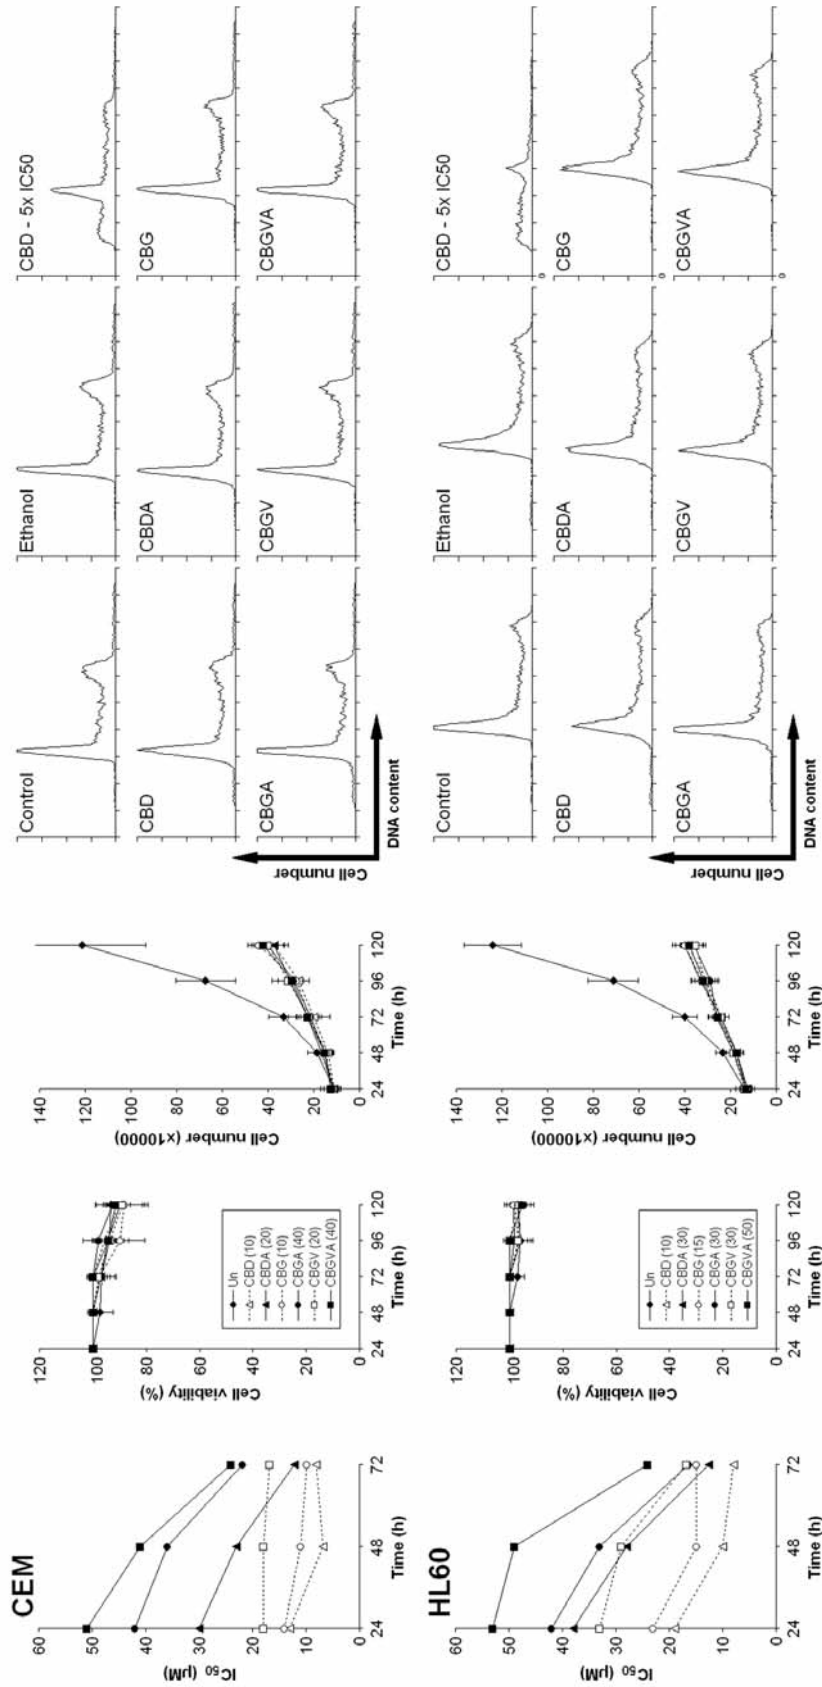 CEM
60
50
40
30
20
10
0
IC50 (µM)
24
48
72
Time (h)
120
100
80
60
40
20
0
Cell viability (%)
Un
CBD (10)
CBDA (20)
CBG (10)
CBGA (40)
CBGV (20)
CBGVA (40)
24
48
72
96
120
Time (h)
140
120
100
80
60
40
20
0
Cell number (x10000)
24
48
72
96
120
Time (h)
Control
Ethanol
CBD - 5x IC50
CBD
CBDA
CBG
CBGA
CBGV
CBGVA
Cell number
DNA content
HL60
60
50
40
30
20
10
0
IC50 (µM)
24
48
72
Time (h)
120
100
80
60
40
20
0
Cell viability (%)
Un
CBD (10)
CBDA (30)
CBG (15)
CBGA (30)
CBGV (30)
CBGVA (50)
24
48
72
96
120
Time (h)
140
120
100
80
60
40
20
0
Cell number (x10000)
24
48
72
96
120
Time (h)
Control
Ethanol
CBD - 5x IC50
0
CBD
CBDA
CBG
0
CBGA
CBGV
CBGVA
0
Cell number
DNA content